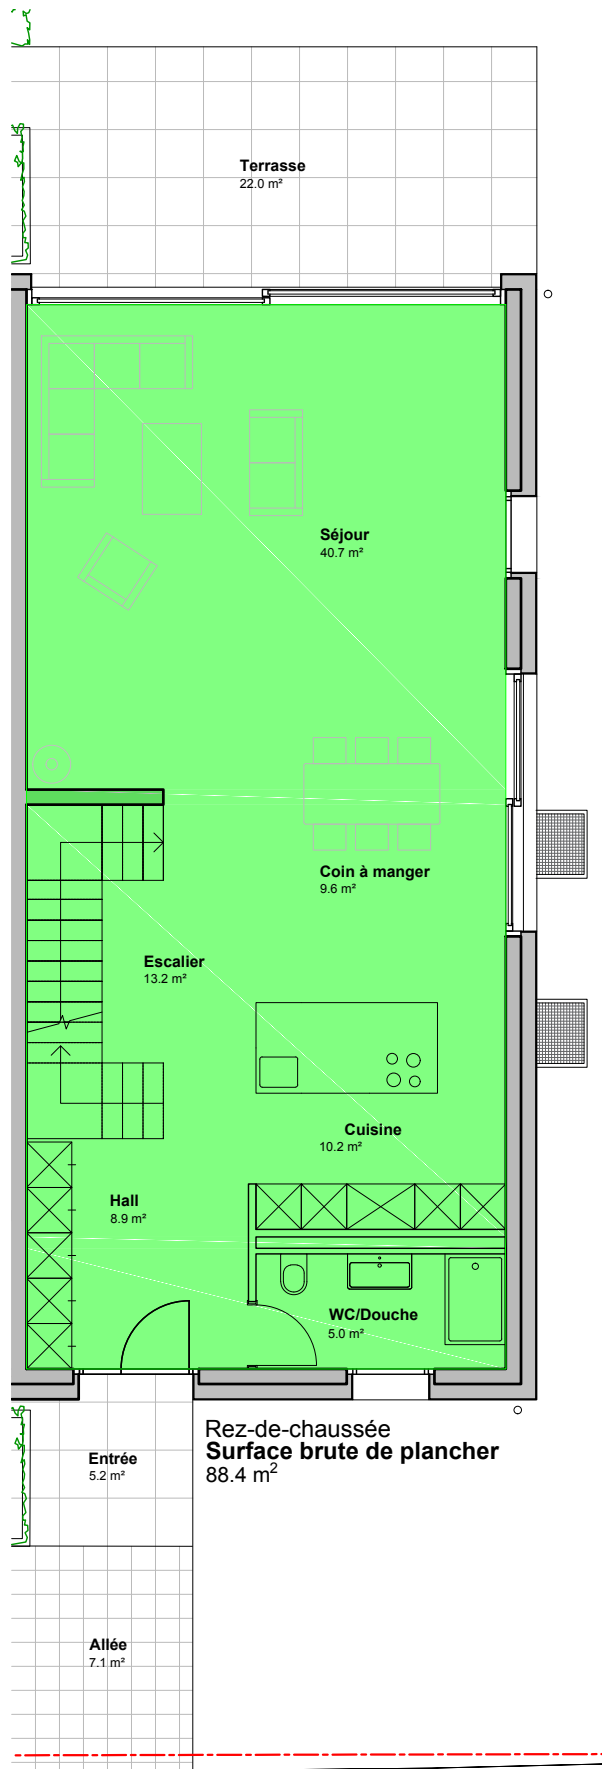 Terrasse
22.0 m²
Séjour
40.7 m²
Coin à manger
9.6 m²
Escalier
13.2 m²
Cuisine
10.2 m²
Hall
8.9 m²
WC/Douche
5.0 m²
Rez-de-chaussée
Surface brute de plancher
88.4 m²
Entrée
5.2 m²
Allée
7.1 m²